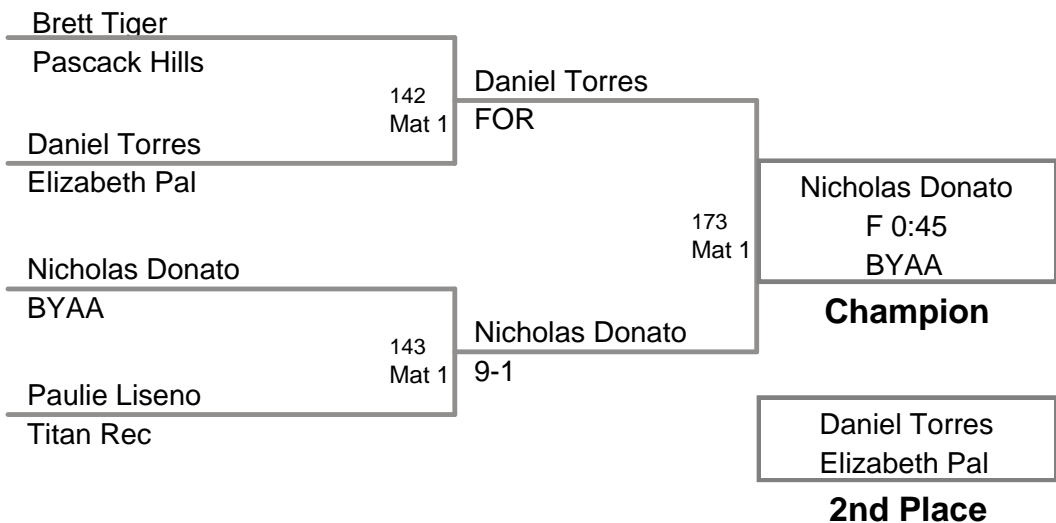 Brett Tiger
Pascack Hills
142
Mat 1
Daniel Torres
FOR
Daniel Torres
Elizabeth Pal
Nicholas Donato
F 0:45
BYAA
Champion
173
Mat 1
Nicholas Donato
BYAA
143
Mat 1
Nicholas Donato
9-1
Paulie Liseno
Titan Rec
Daniel Torres
Elizabeth Pal
2nd Place